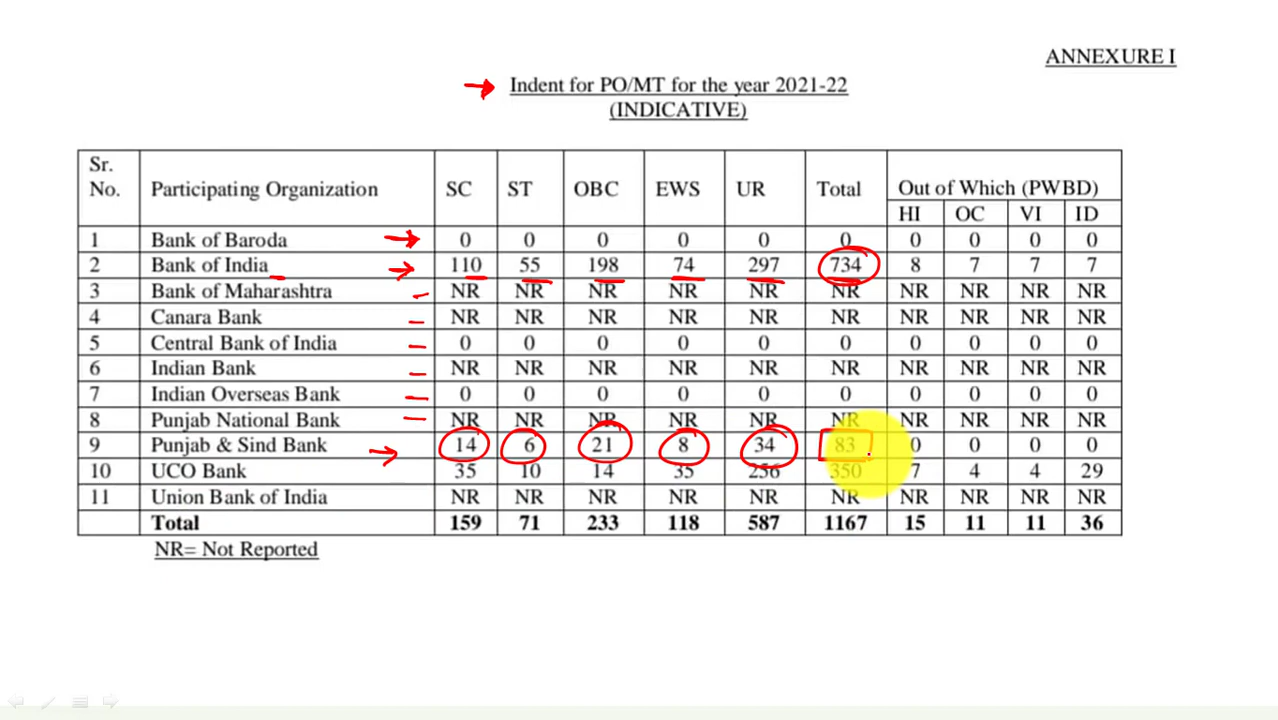 ANNEXURE I
Indent for PO/MT for the year 2021-22
(INDICATIVE)
Sr. No. Participating Organization SC ST OBC EWS UR Total Out of Which (PWBD)
HI OC VI ID
1 Bank of Baroda 0 0 0 0 0 0 0 0 0 0
2 Bank of India 110 55 198 74 297 734 8 7 7 7
3 Bank of Maharashtra NR NR NR NR NR NR NR NR NR NR
4 Canara Bank NR NR NR NR NR NR NR NR NR NR
5 Central Bank of India 0 0 0 0 0 0 0 0 0 0
6 Indian Bank NR NR NR NR NR NR NR NR NR NR
7 Indian Overseas Bank 0 0 0 0 0 0 0 0 0 0
8 Punjab National Bank NR NR NR NR NR NR NR NR NR NR
9 Punjab & Sind Bank 14 6 21 8 34 83 0 0 0 0
10 UCO Bank 35 10 14 35 256 350 7 4 4 29
11 Union Bank of India NR NR NR NR NR NR NR NR NR NR
Total 159 71 233 118 587 1167 15 11 11 36
NR= Not Reported